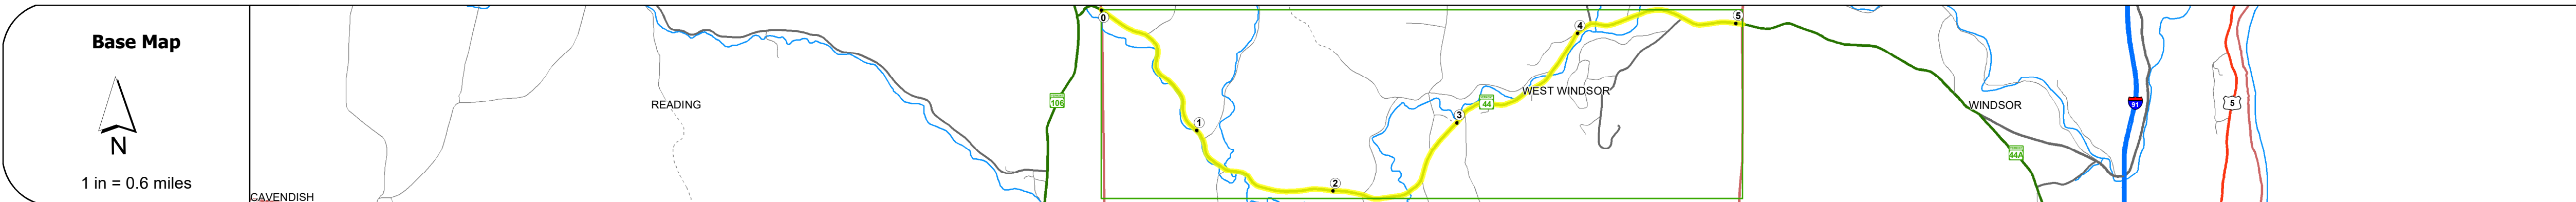 Base Map
N
1 in = 0.6 miles
CAVENDISH
READING
106
0
1
2
3
44
4
5
WEST WINDSOR
WINDSOR
44A
91
5